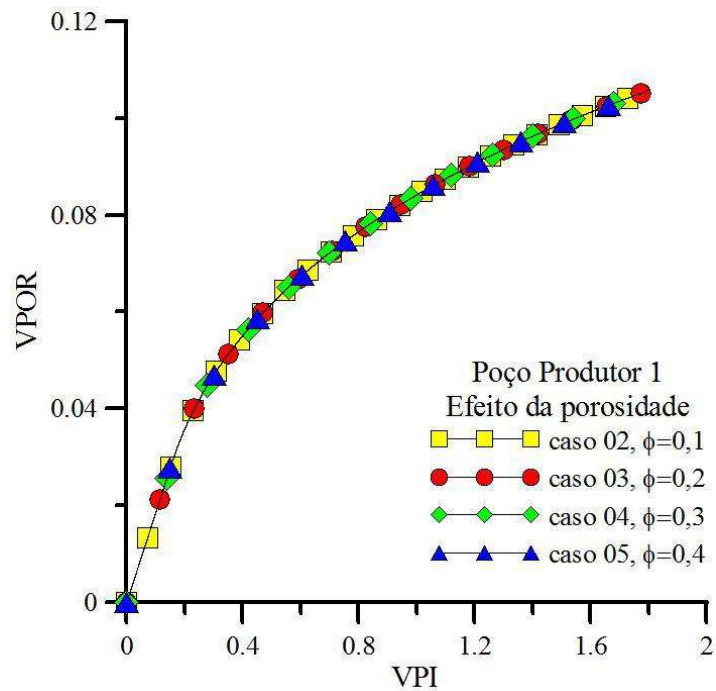 0.12
0.08
0.04
0
VPOR
Poço Produtor 1
Efeito da porosidade
caso 02, ϕ=0,1
caso 03, ϕ=0,2
caso 04, ϕ=0,3
caso 05, ϕ=0,4
0 0.4 0.8 1.2 1.6 2
VPI